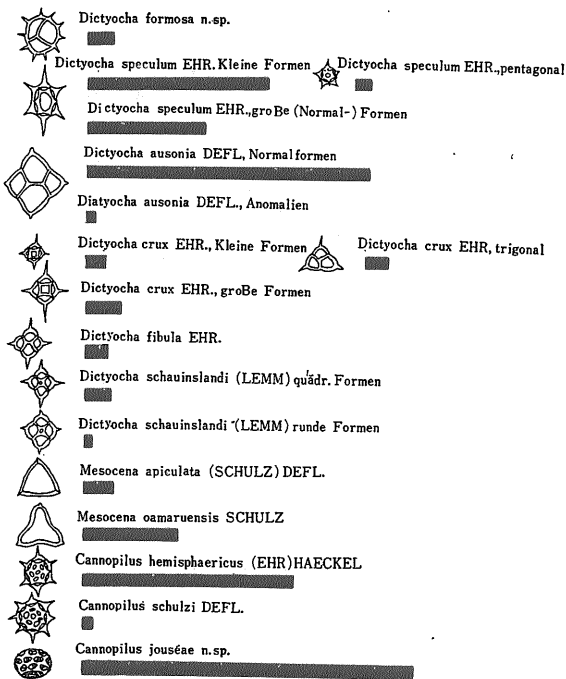 Dictyocha formosa n.sp.
Dictyocha speculum EHR. Kleine Formen Dictyocha speculum EHR., pentagonal
Dictyocha speculum EHR., groBe (Normal-) Formen
Dictyocha ausonia DEFL, Normalformen
Diatyocha ausonia DEFL., Anomalien
Dictyocha crux EHR., Kleine Formen Dictyocha crux EHR, trigonal
Dictyocha crux EHR., groBe Formen
Dictyocha fibula EHR.
Dictyocha schauinslandi (LEMM) quadr. Formen
Dictyocha schauinslandi (LEMM) runde Formen
Mesocena apiculata (SCHULZ) DEFL.
Mesocena oamaruensis SCHULZ
Cannopilus hemisphaericus (EHR) HAECKEL
Cannopilus schulzi DEFL.
Cannopilus jouséae n.sp.